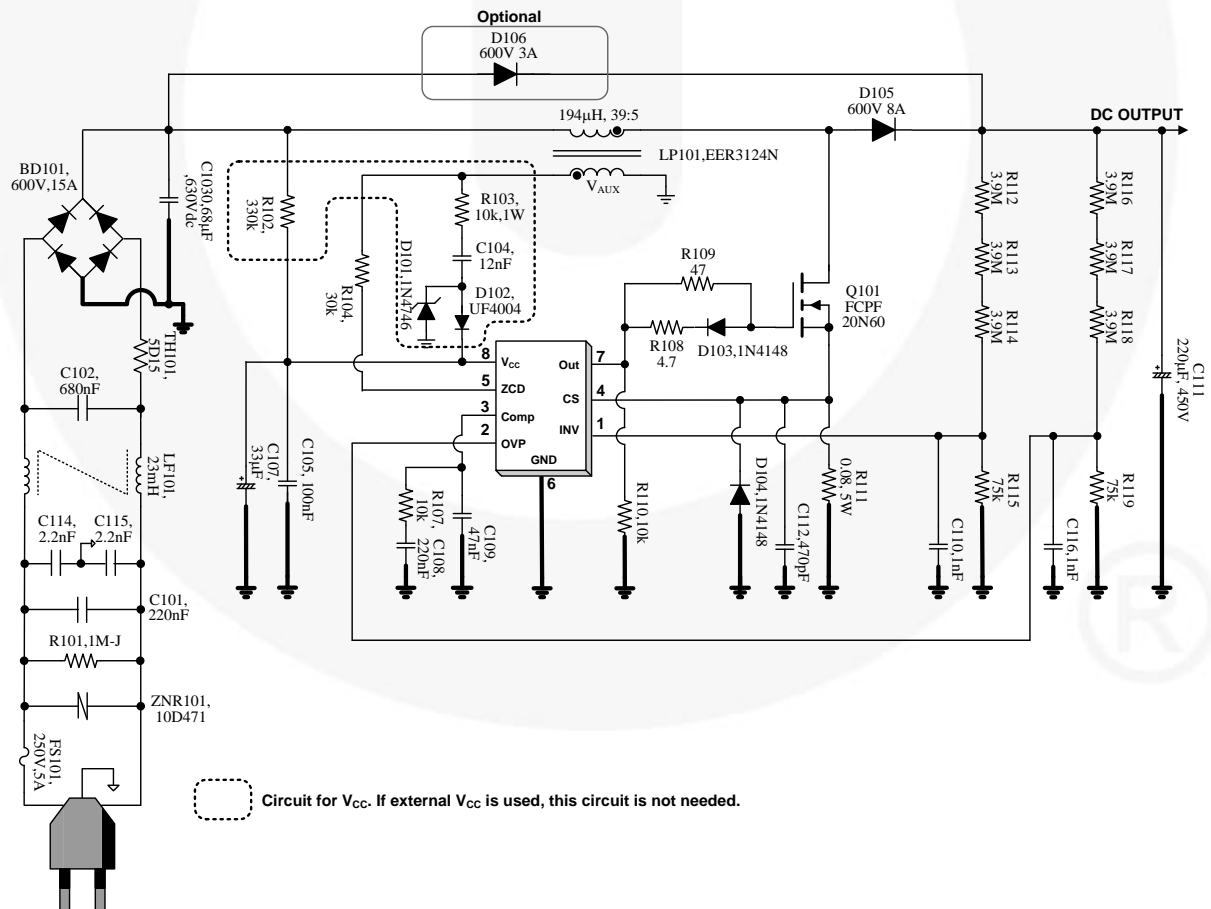 Optional
D106
600V 3A
D105
600V 8A
DC OUTPUT
194μH, 39:5
LP101,EER3124N
VAUX
BD101,
600V,15A
C1030,68μF
,630Vdc
R102,
330k
R103,
10k,1W
C104,
12nF
D101,1N4746
D102,
UF4004
R104,
30k
R109
47
R108
4.7
D103,1N4148
Q101
FCPF
20N60
R112
3.9M
R113
3.9M
R114
3.9M
R116
3.9M
R117
3.9M
R118
3.9M
C111
220μF, 450V
TH101,
5D15
C102,
680nF
8
VCC
5
ZCD
3
Comp
2
OVP
GND
6
Out
7
CS
4
INV
1
LF101,
23mH
C107,
33μF
C105, 100nF
R107,
10k
C108,
220nF
C109,
47nF
R110,10k
D104,1N4148
C112,470pF
R111
0.08, 5W
C110,1nF
R115
75k
C116,1nF
R119
75k
C114,
2.2nF
C115,
2.2nF
C101,
220nF
R101,1M-J
ZNR101,
10D471
FS101,
250V,5A
Circuit for VCC. If external VCC is used, this circuit is not needed.
®